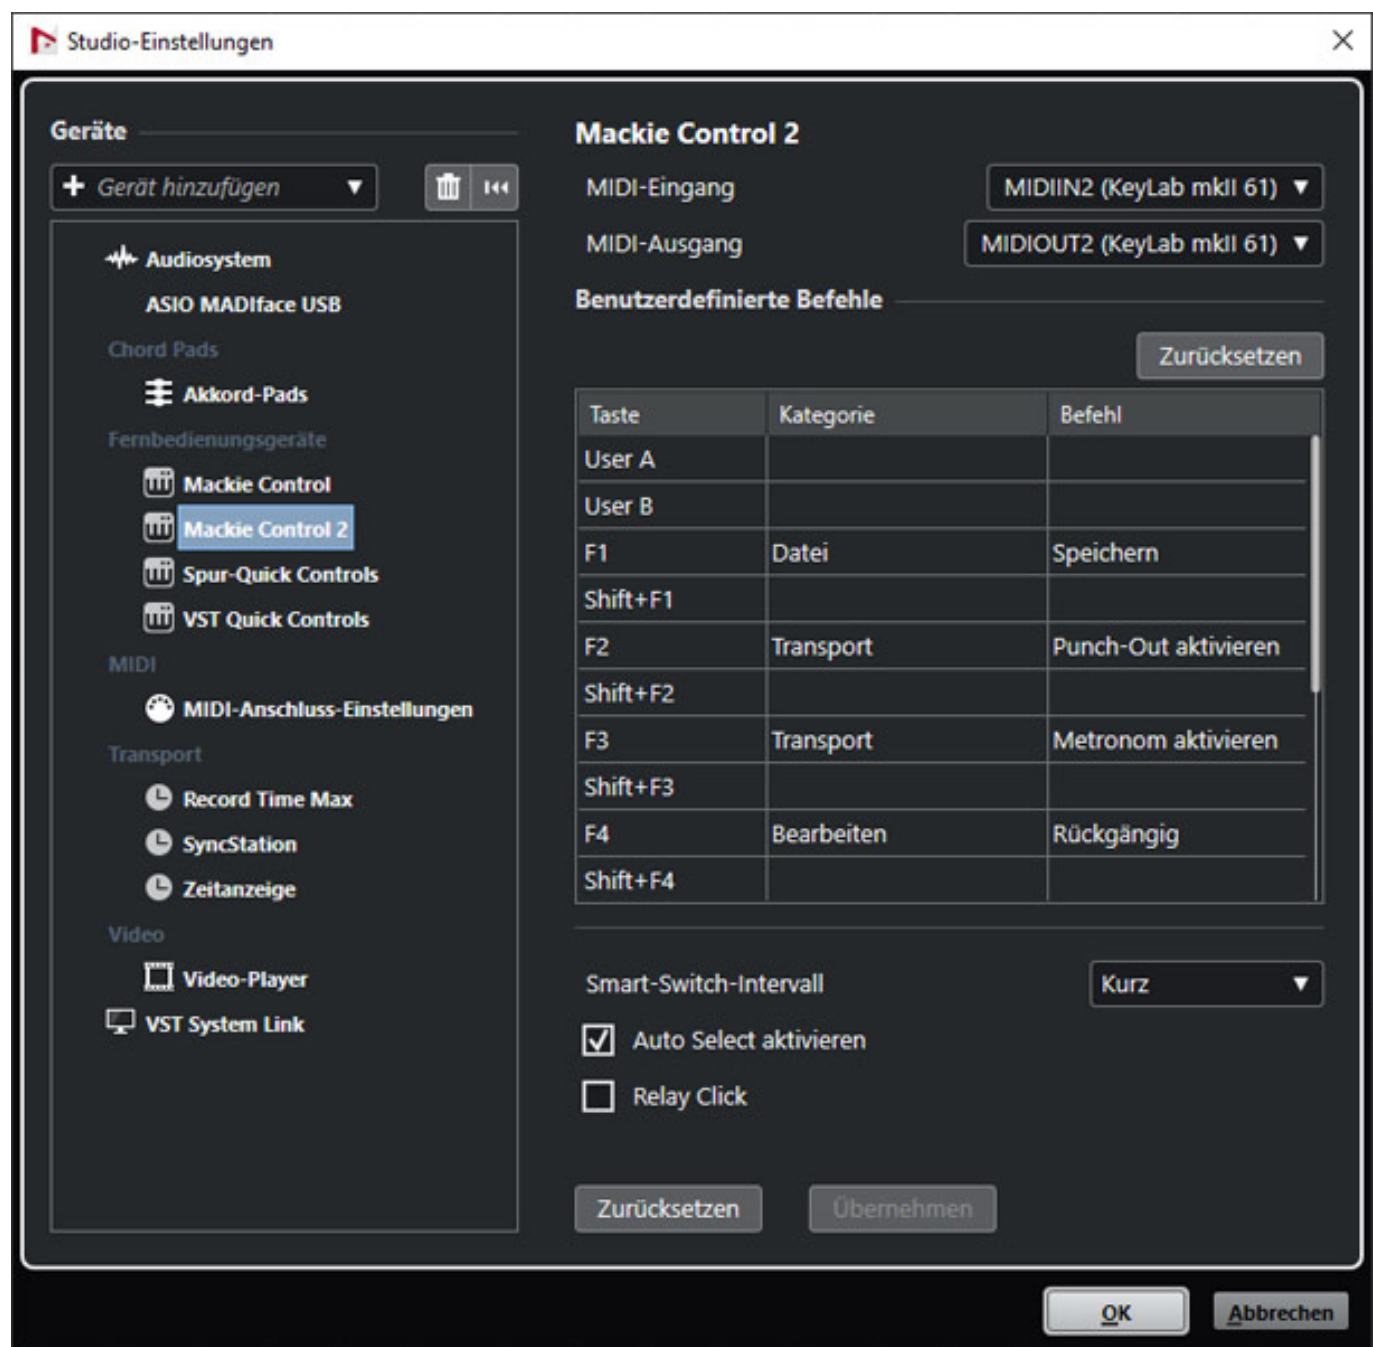 Studio-Einstellungen
Geräte
Gerät hinzufügen
Audiosystem
ASIO MADIface USB
Chord Pads
Akkord-Pads
Fernbedienungsgeräte
Mackie Control
Mackie Control 2
Spur-Quick Controls
VST Quick Controls
MIDI
MIDI-Anschluss-Einstellungen
Transport
Record Time Max
SyncStation
Zeitanzeige
Video
Video-Player
VST System Link
Mackie Control 2
MIDI-Eingang MIDIIN2 (KeyLab mkII 61)
MIDI-Ausgang MIDIOUT2 (KeyLab mkII 61)
Benutzerdefinierte Befehle
Zurücksetzen
Taste Kategorie Befehl
User A
User B
F1 Datei Speichern
Shift+F1
F2 Transport Punch-Out aktivieren
Shift+F2
F3 Transport Metronom aktivieren
Shift+F3
F4 Bearbeiten Rückgängig
Shift+F4
Smart-Switch-Intervall Kurz
Auto Select aktivieren
Relay Click
Zurücksetzen Übernehmen
OK Abbrechen